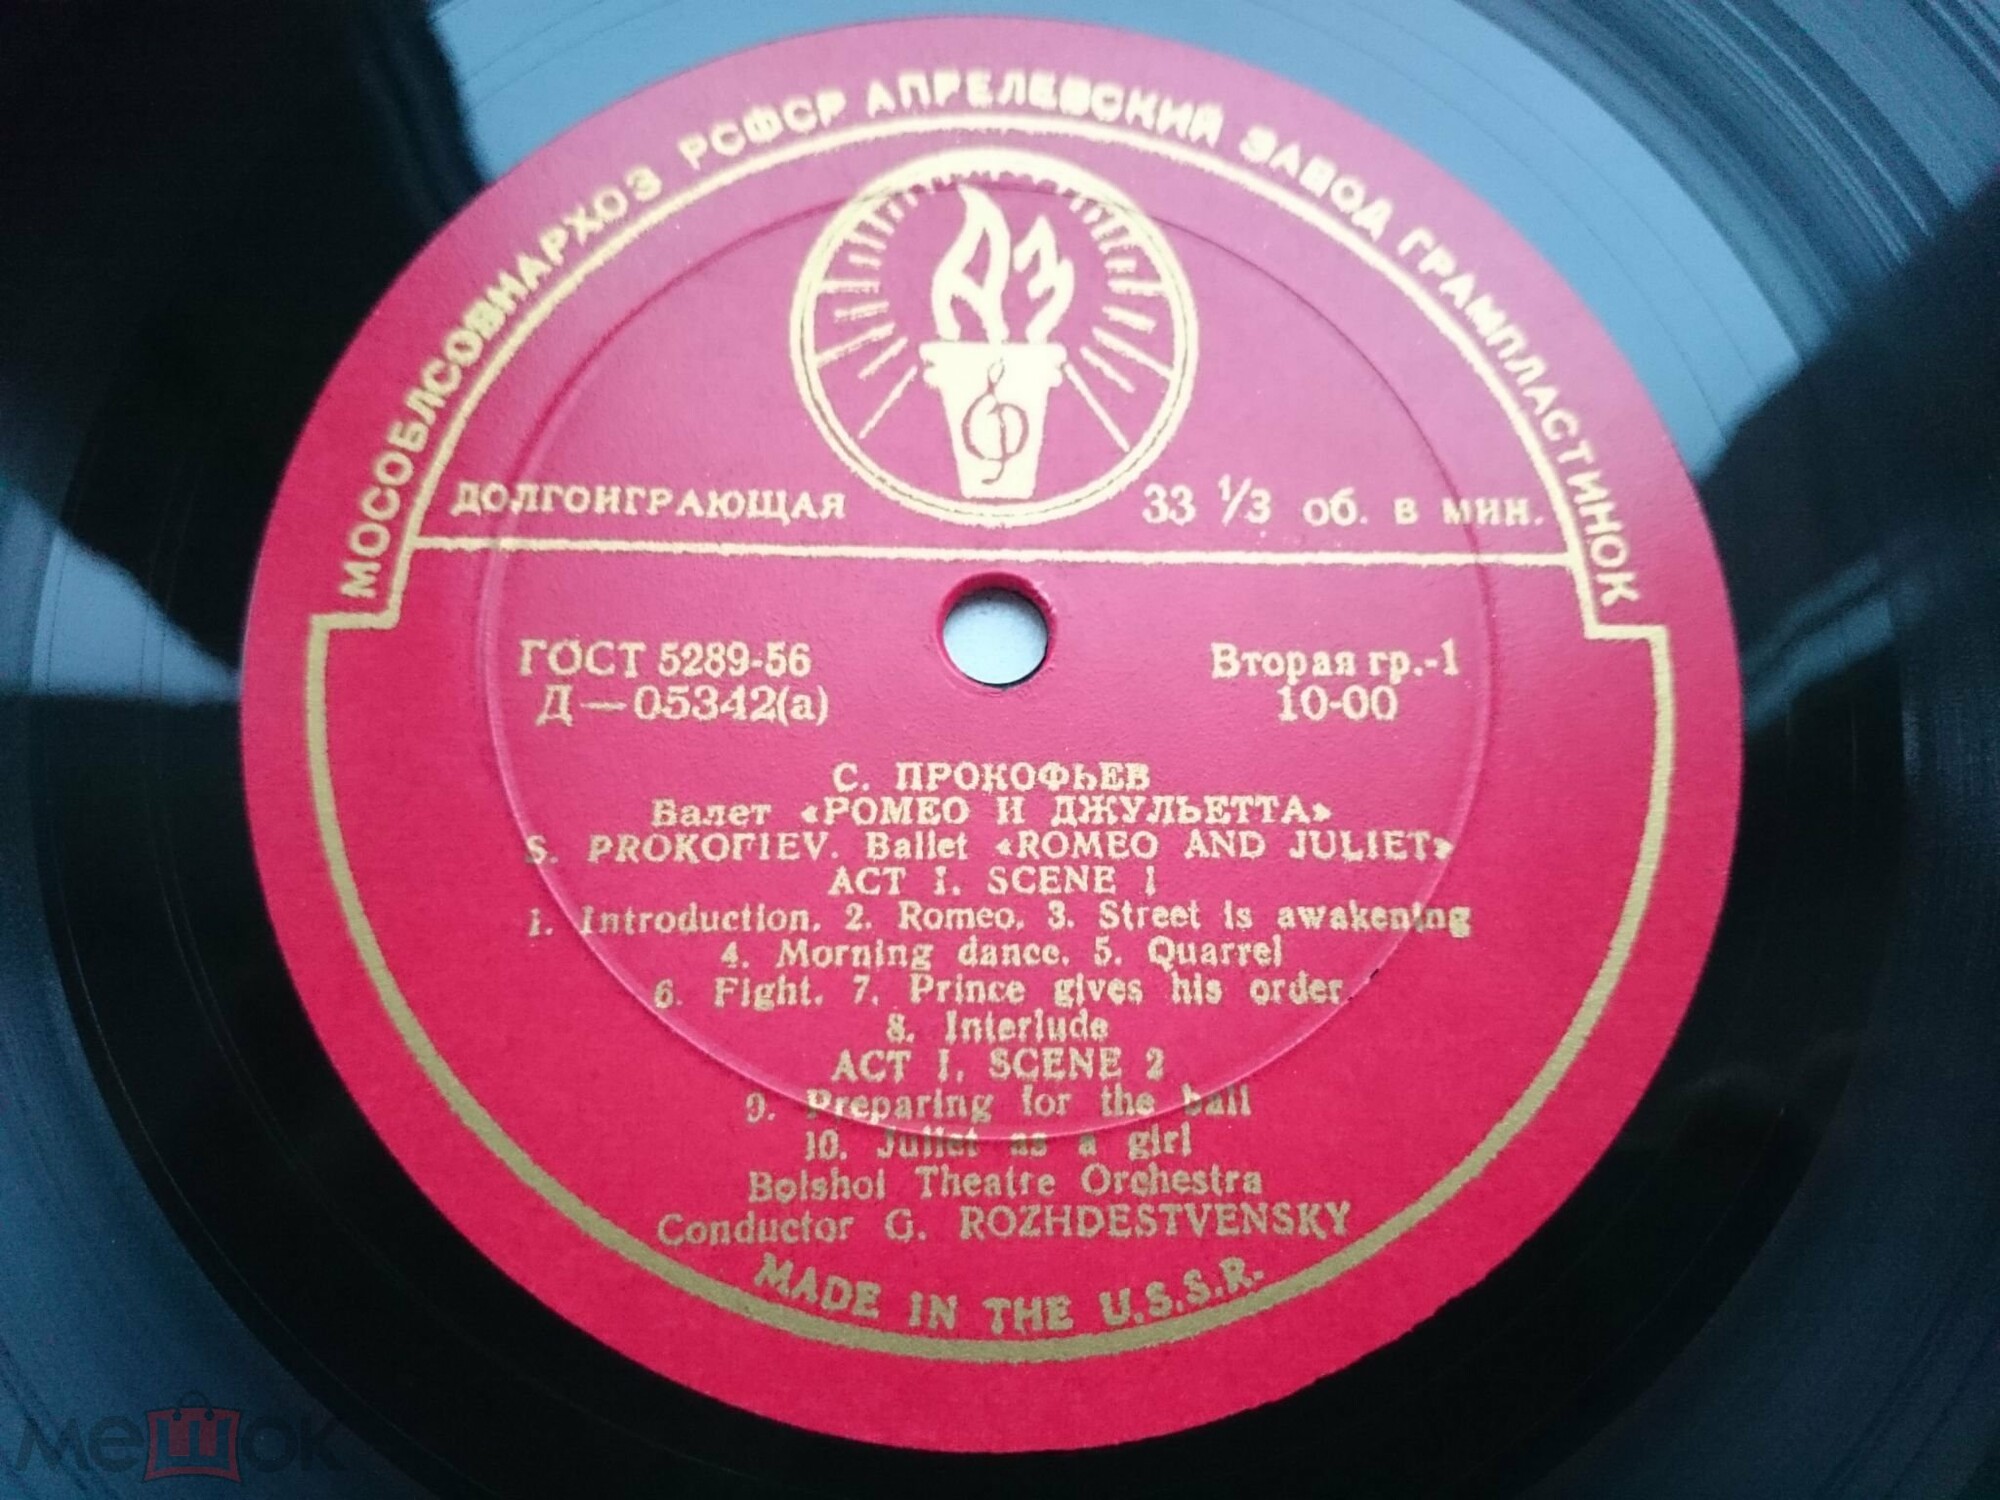 МОСОБЛСОВНАРХОЗ РСФСР АПРЕЛЕВСКИЙ ЗАВОД ГРАМПЛАСТИНОК
АЗ
ДОЛГОИГРАЮЩАЯ 33 1/3 об. в мин.
ГОСТ 5289-56 Вторая гр.-1
Д—05342(а) 10-00
С. ПРОКОФЬЕВ
Балет «РОМЕО И ДЖУЛЬЕТТА»
S. PROKOFIEV. Ballet «ROMEO AND JULIET»
ACT I. SCENE 1
1. Introduction. 2. Romeo. 3. Street is awakening
4. Morning dance. 5. Quarrel
6. Fight. 7. Prince gives his order
8. Interlude
ACT I. SCENE 2
9. Preparing for the ball
10. Juliet as a girl
Bolshoi Theatre Orchestra
Conductor G. ROZHDESTVENSKY
MADE IN THE U.S.S.R.
мешок